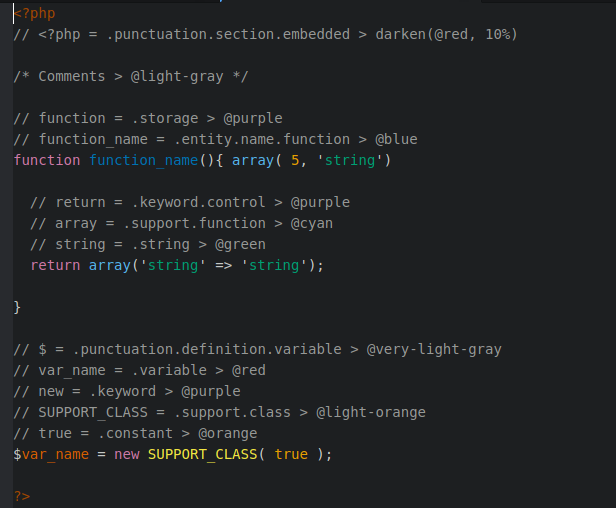 <?php
// <?php = .punctuation.section.embedded > darken(@red, 10%)
/* Comments > @light-gray */
// function = .storage > @purple
// function_name = .entity.name.function > @blue
function function_name(){ array( 5, 'string')
// return = .keyword.control > @purple
// array = .support.function > @cyan
// string = .string > @green
return array('string' => 'string');
}
// $ = .punctuation.definition.variable > @very-light-gray
// var_name = .variable > @red
// new = .keyword > @purple
// SUPPORT_CLASS = .support.class > @light-orange
// true = .constant > @orange
$var_name = new SUPPORT_CLASS( true );
?>